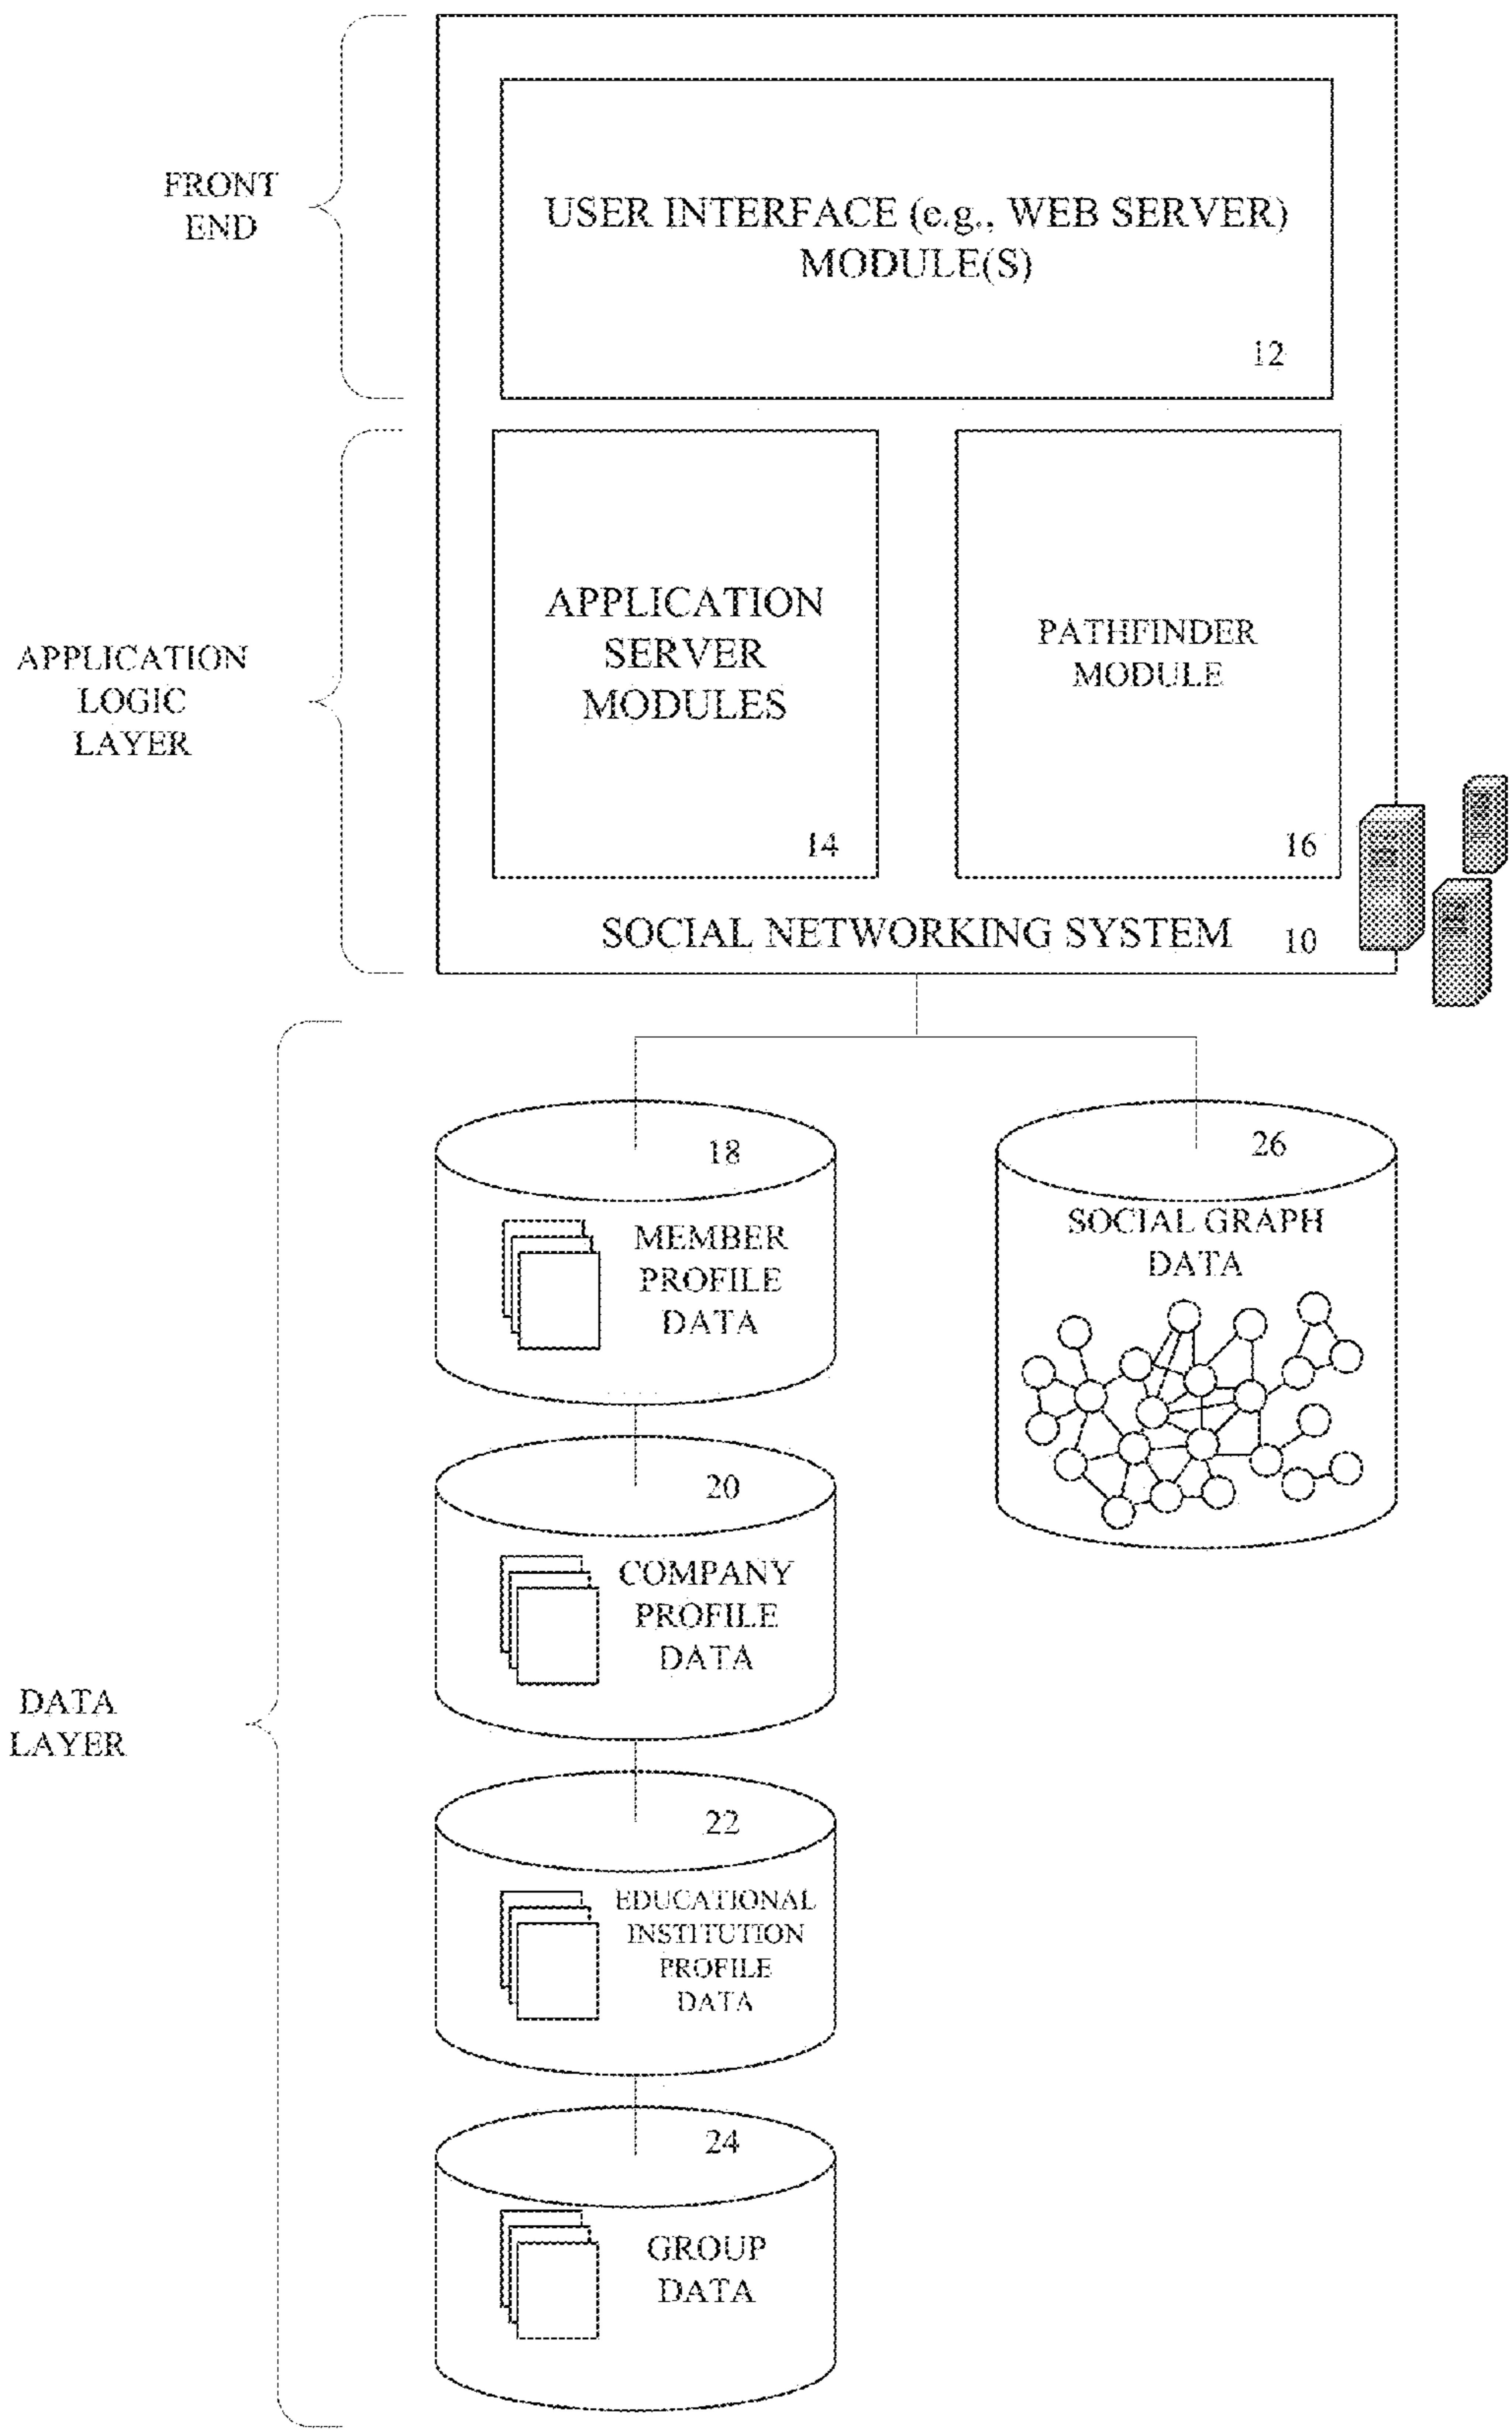 FRONT
END
USER INTERFACE (e.g., WEB SERVER)
MODULE(S)
12
APPLICATION
LOGIC
LAYER
APPLICATION
SERVER
MODULES
14
PATHFINDER
MODULE
16
SOCIAL NETWORKING SYSTEM
10
DATA
LAYER
18
MEMBER
PROFILE
DATA
26
SOCIAL GRAPH
DATA
20
COMPANY
PROFILE
DATA
22
EDUCATIONAL
INSTITUTION
PROFILE
DATA
24
GROUP
DATA